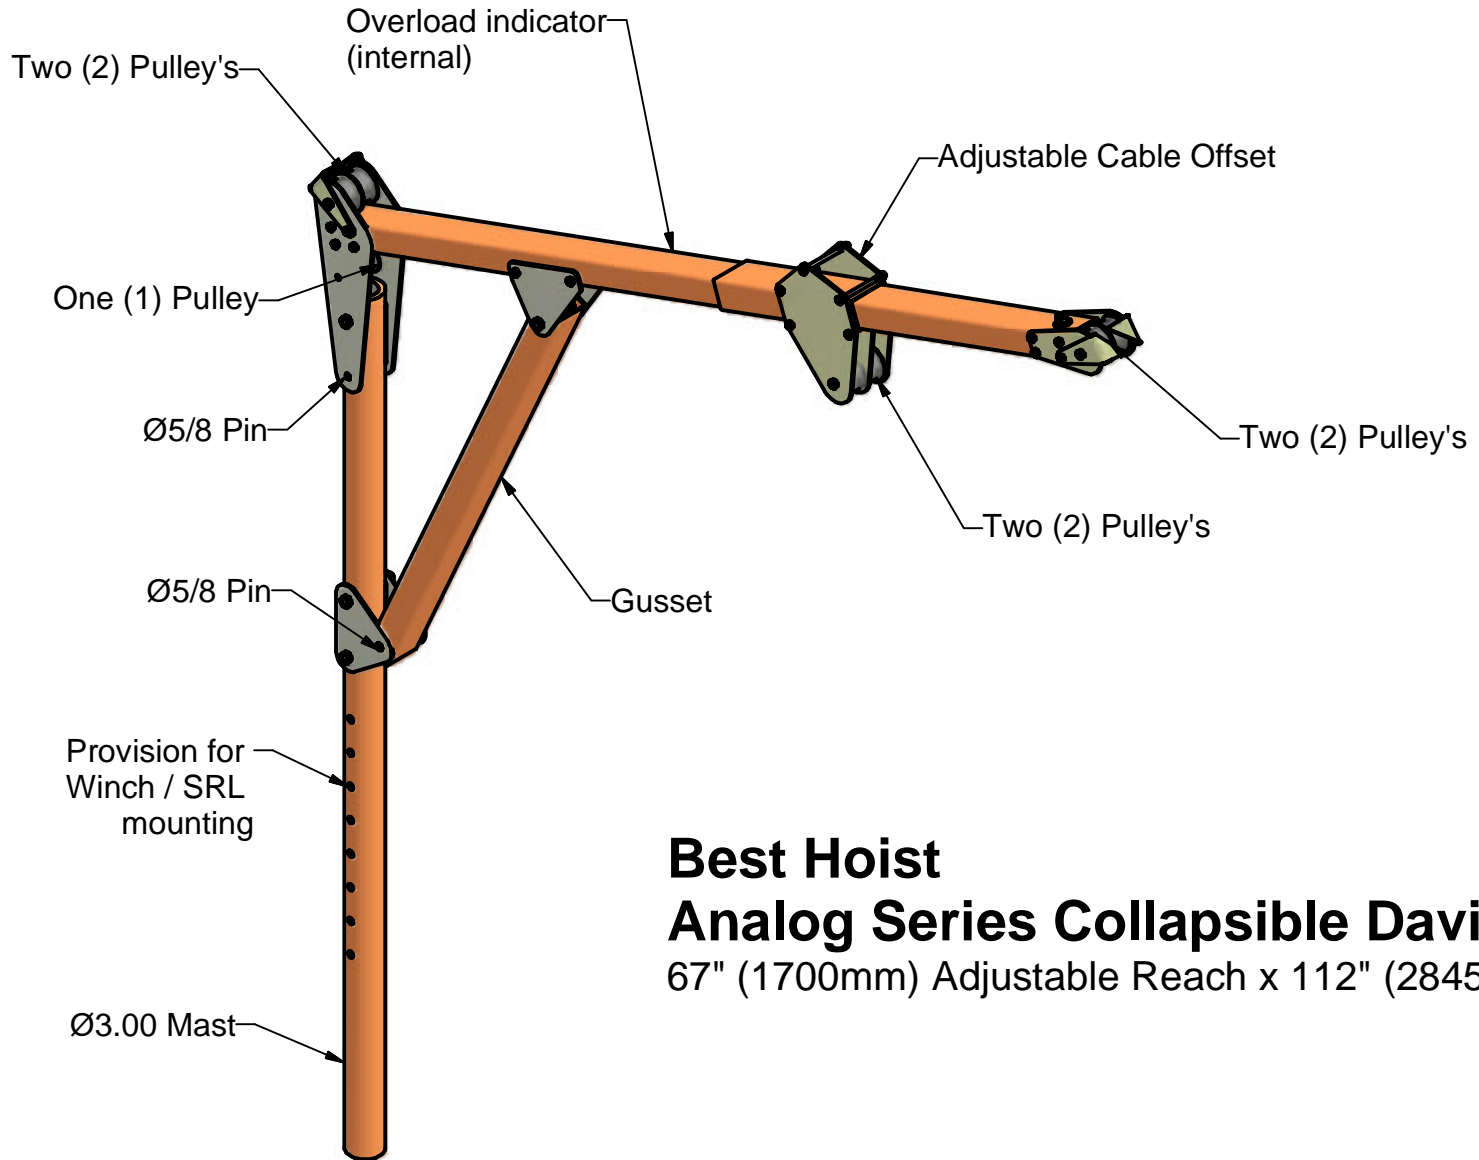 Overload indicator
(internal)
Two (2) Pulley's
Adjustable Cable Offset
One (1) Pulley
Ø5/8 Pin
Two (2) Pulley's
Two (2) Pulley's
Ø5/8 Pin
Gusset
Provision for
Winch / SRL
mounting
Best Hoist
Analog Series Collapsible Davi
67" (1700mm) Adjustable Reach x 112" (2845
Ø3.00 Mast